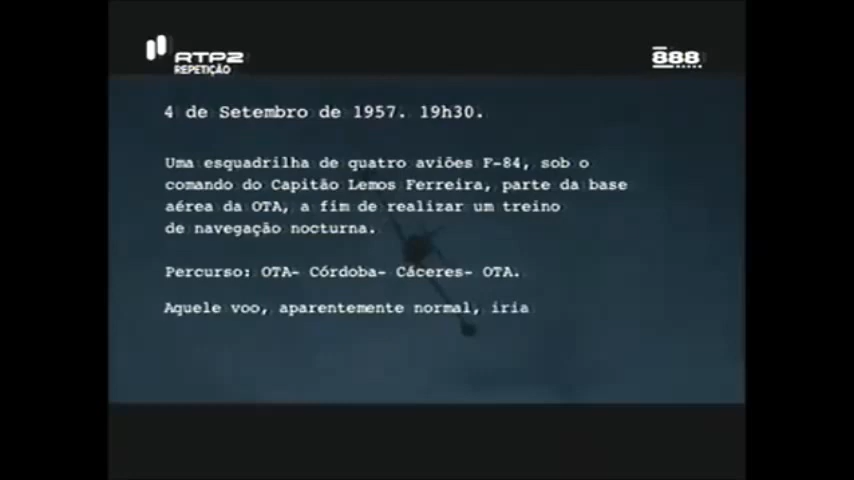 RTP2
REPETIÇÃO
888
4 de Setembro de 1957. 19h30.
Uma esquadrilha de quatro aviões F-84, sob o
comando do Capitão Lemos Ferreira, parte da base
aérea da OTA, a fim de realizar um treino
de navegação nocturna.
Percurso: OTA- Córdoba- Cáceres- OTA.
Aquele voo, aparentemente normal, iria